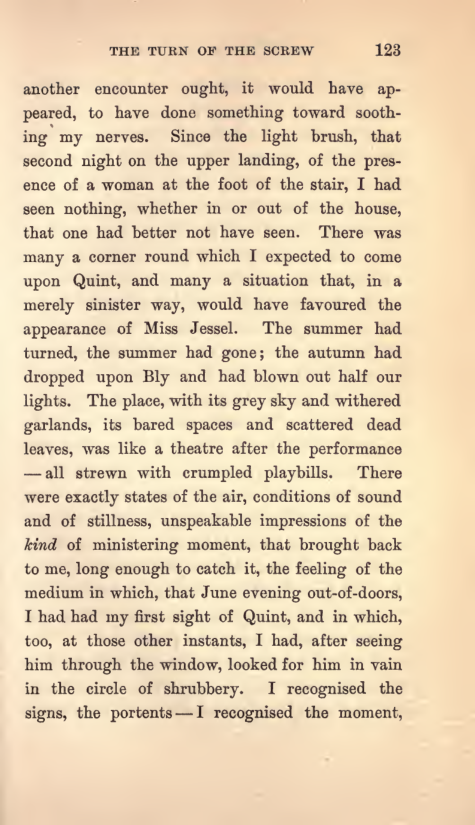 THE TURN OF THE SCREW 123
another encounter ought, it would have ap-
peared, to have done something toward sooth-
ing my nerves. Since the light brush, that
second night on the upper landing, of the pres-
ence of a woman at the foot of the stair, I had
seen nothing, whether in or out of the house,
that one had better not have seen. There was
many a corner round which I expected to come
upon Quint, and many a situation that, in a
merely sinister way, would have favoured the
appearance of Miss Jessel. The summer had
turned, the summer had gone; the autumn had
dropped upon Bly and had blown out half our
lights. The place, with its grey sky and withered
garlands, its bared spaces and scattered dead
leaves, was like a theatre after the performance
— all strewn with crumpled playbills. There
were exactly states of the air, conditions of sound
and of stillness, unspeakable impressions of the
kind of ministering moment, that brought back
to me, long enough to catch it, the feeling of the
medium in which, that June evening out-of-doors,
I had had my first sight of Quint, and in which,
too, at those other instants, I had, after seeing
him through the window, looked for him in vain
in the circle of shrubbery. I recognised the
signs, the portents — I recognised the moment,